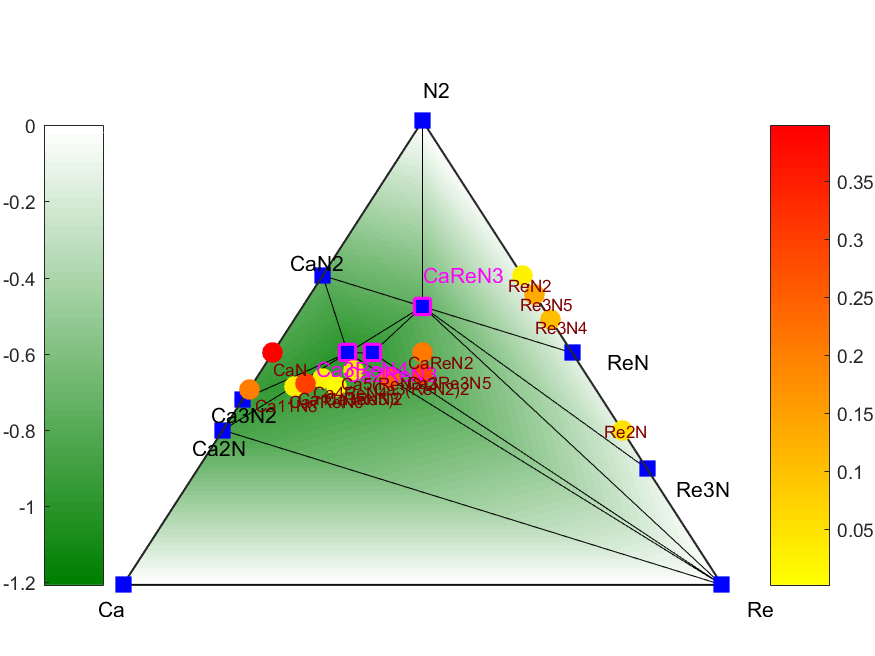 N2
0
-0.2
-0.4
-0.6
-0.8
-1
-1.2
0.35
0.3
0.25
0.2
0.15
0.1
0.05
CaN2
CaReN3
ReN2
Re3N5
Re3N4
ReN
CaN
CaReN2
Ca3N2
Ca11N8
Ca2N
Re2N
Re3N
Ca
Re